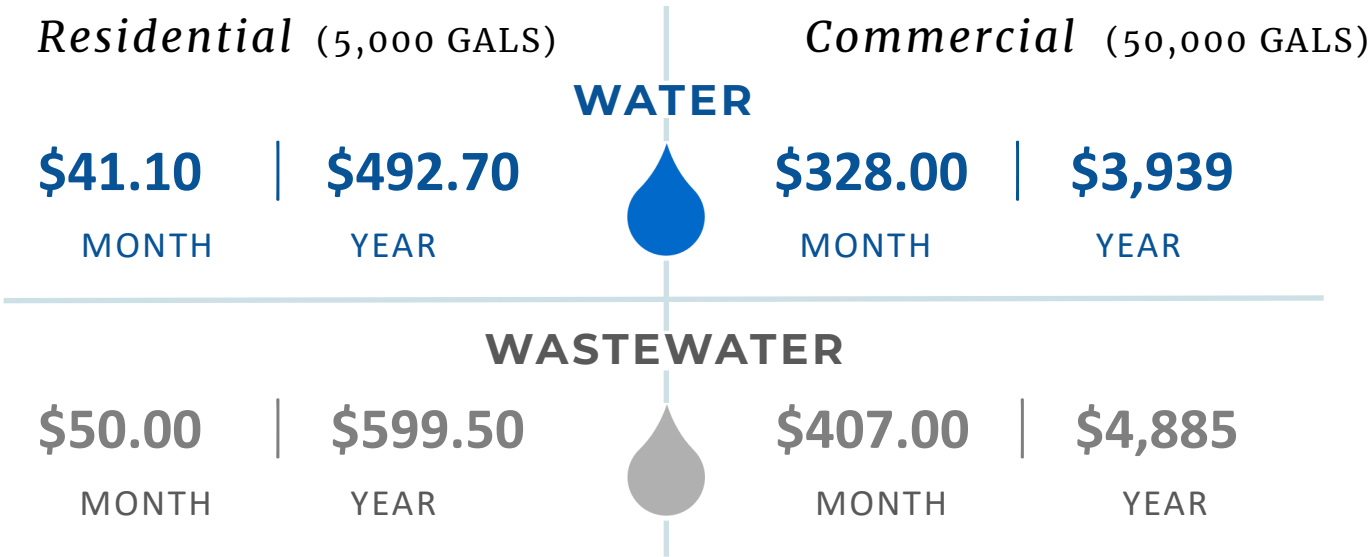 Residential (5,000 GALS)
Commercial (50,000 GALS)
WATER
$41.10 $492.70
$328.00 $3,939
MONTH YEAR
MONTH YEAR
WASTEWATER
$50.00 $599.50
$407.00 $4,885
MONTH YEAR
MONTH YEAR